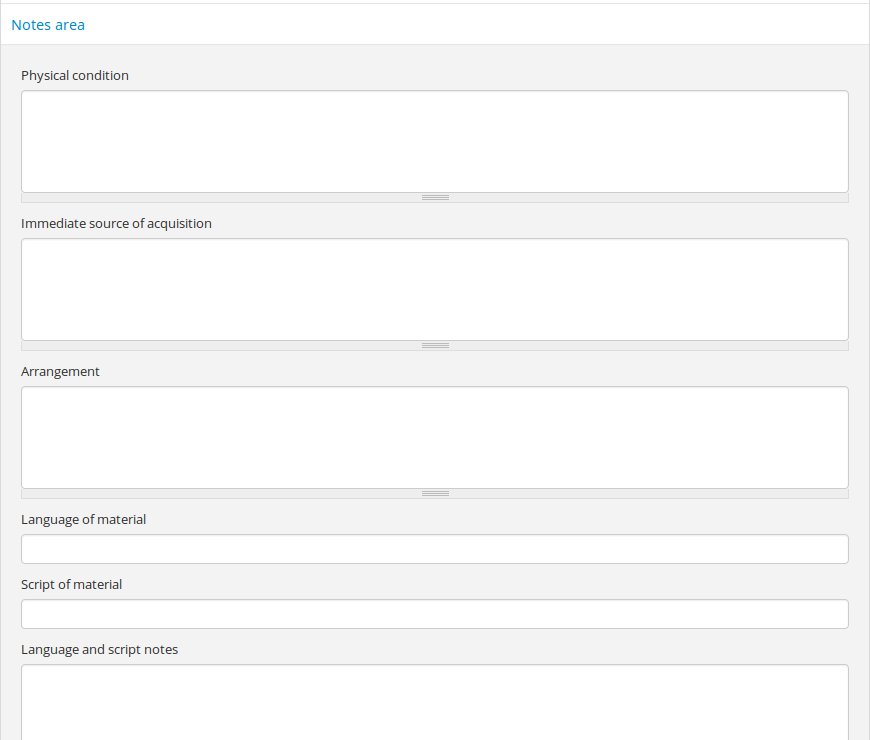 Notes area
Physical condition
Immediate source of acquisition
Arrangement
Language of material
Script of material
Language and script notes